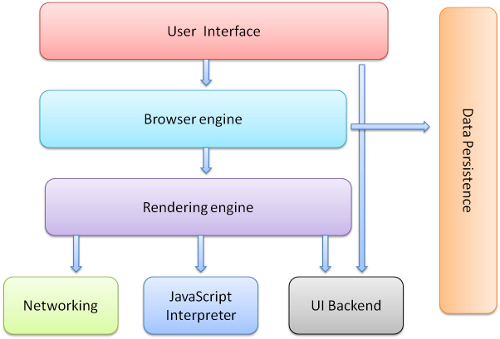 User Interface
Browser engine
Data Persistence
Rendering engine
Networking
JavaScript
Interpreter
UI Backend